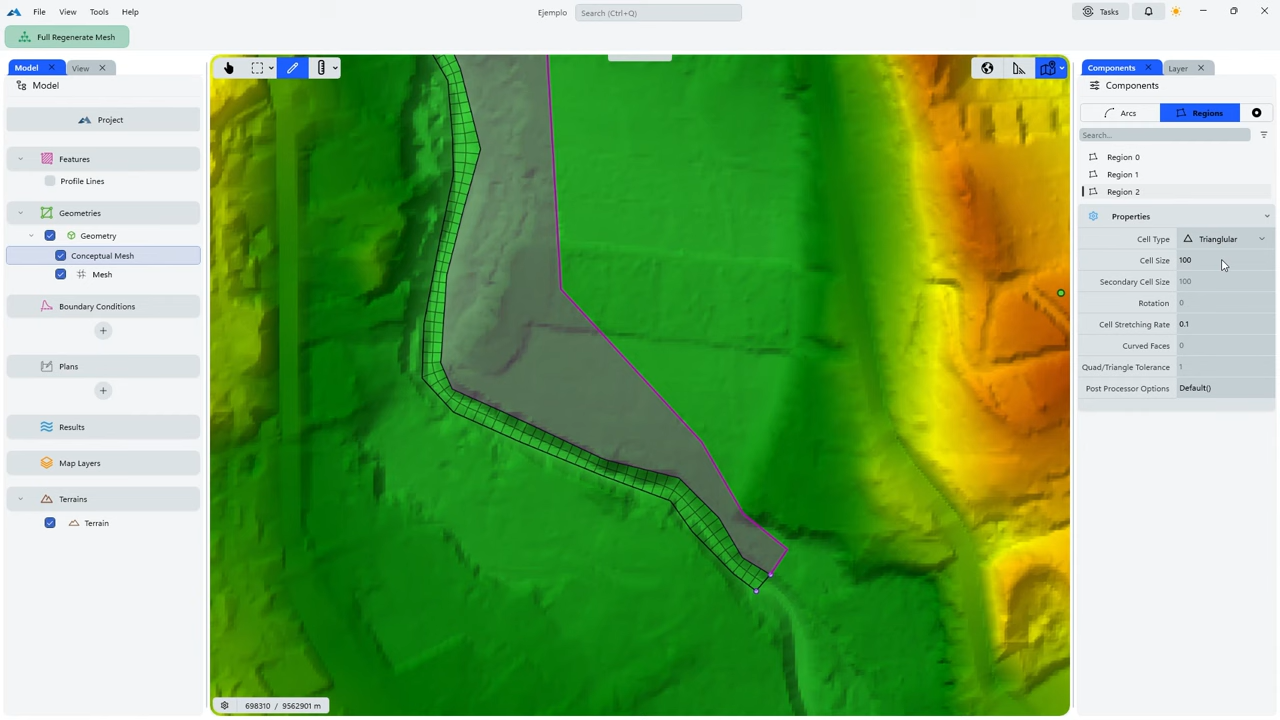 File View Tools Help
Ejemplo
Search (Ctrl+Q)
Tasks
Full Regenerate Mesh
Model
View
Model
Project
Features
Profile Lines
Geometries
Geometry
Conceptual Mesh
Mesh
Boundary Conditions
Plans
Results
Map Layers
Terrains
Terrain
698310 / 9562901 m
Components
Layer
Components
Arcs
Regions
Search...
Region 0
Region 1
Region 2
Properties
Cell Type Trianglular
Cell Size 100
Secondary Cell Size 100
Rotation 0
Cell Stretching Rate 0.1
Curved Faces 0
Quad/Triangle Tolerance 1
Post Processor Options Default()